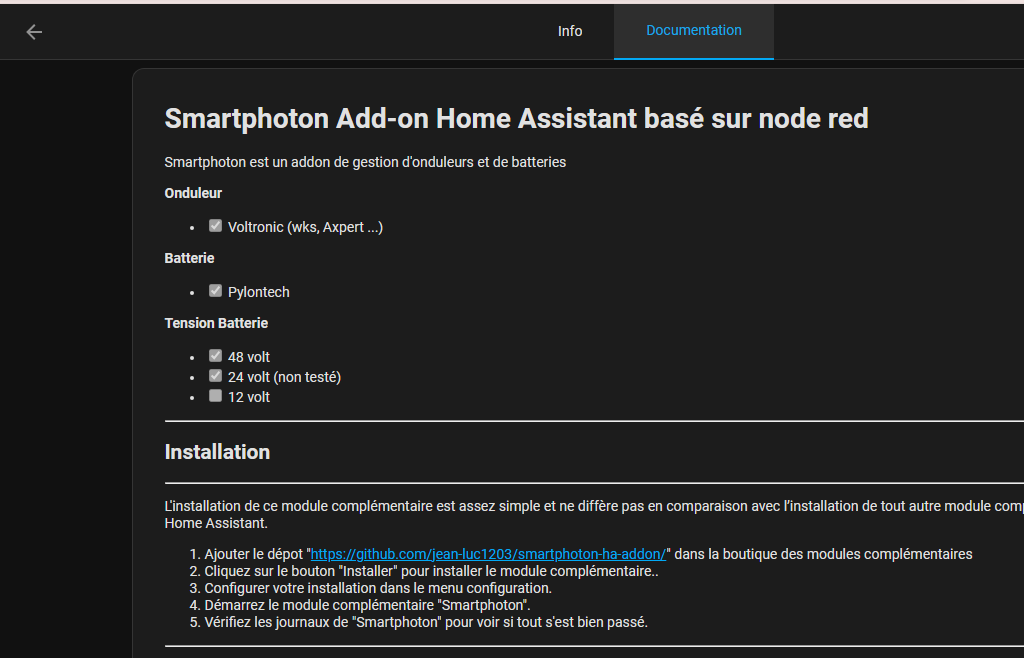 Info
Documentation
Smartphoton Add-on Home Assistant basé sur node red
Smartphoton est un addon de gestion d'onduleurs et de batteries
Onduleur
Voltronic (wks, Axpert ...)
Batterie
Pylontech
Tension Batterie
48 volt
24 volt (non testé)
12 volt
Installation
L'installation de ce module complémentaire est assez simple et ne diffère pas en comparaison avec l’installation de tout autre module
Home Assistant.
1. Ajouter le dépot "https://github.com/jean-luc1203/smartphoton-ha-addon/" dans la boutique des modules complémentaires
2. Cliquez sur le bouton "Installer" pour installer le module complémentaire..
3. Configurer votre installation dans le menu configuration.
4. Démarrez le module complémentaire "Smartphoton".
5. Vérifiez les journaux de "Smartphoton" pour voir si tout s'est bien passé.